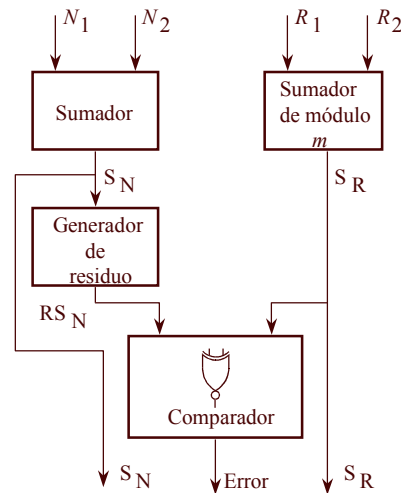 N1 N2 R1 R2
Sumador
Sumador
de módulo
m
SN
SR
Generador
de
residuo
RSN
Comparador
SN
Error
SR